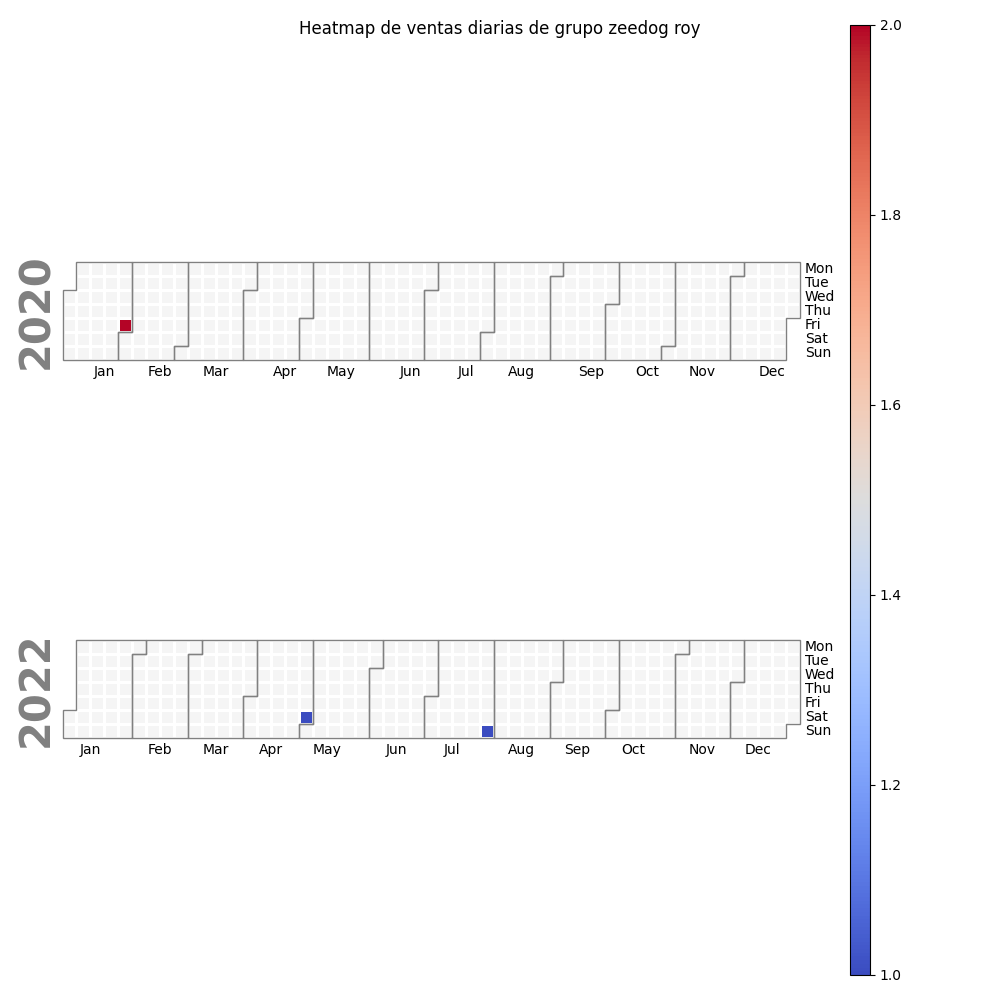 Heatmap de ventas diarias de grupo zeedog roy
2.0
1.8
1.6
1.4
1.2
1.0
2020
Mon
Tue
Wed
Thu
Fri
Sat
Sun
Jan Feb Mar Apr May Jun Jul Aug Sep Oct Nov Dec
2022
Mon
Tue
Wed
Thu
Fri
Sat
Sun
Jan Feb Mar Apr May Jun Jul Aug Sep Oct Nov Dec